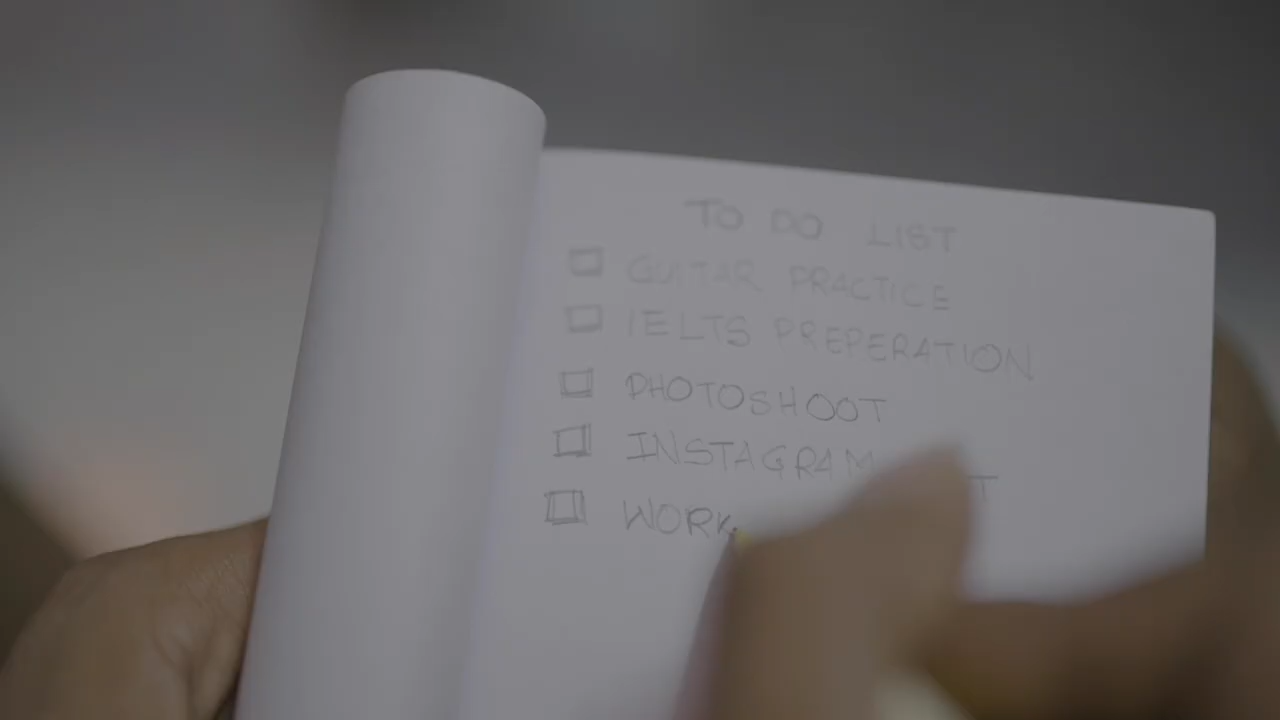 TO DO LIST
GUITAR PRACTICE
IELTS PREPERATION
PHOTOSHOOT
INSTAGRAM
WORK